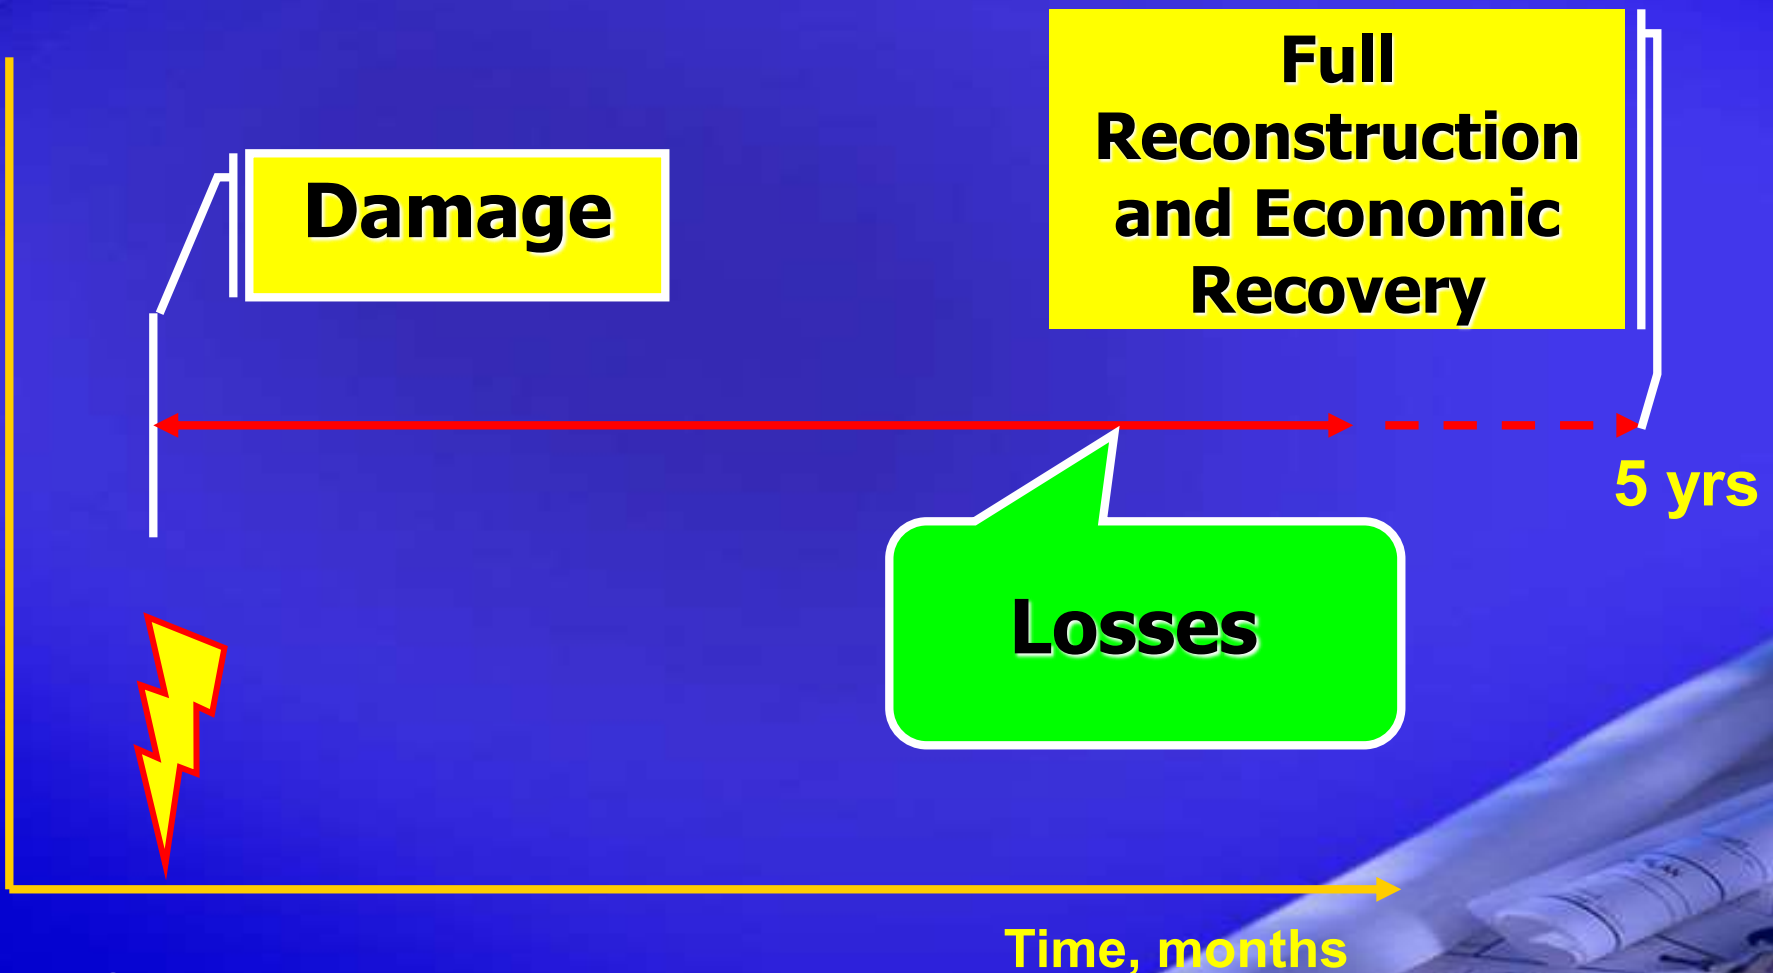 Full
Reconstruction
and Economic
Recovery
Damage
5 yrs
Losses
Time, months